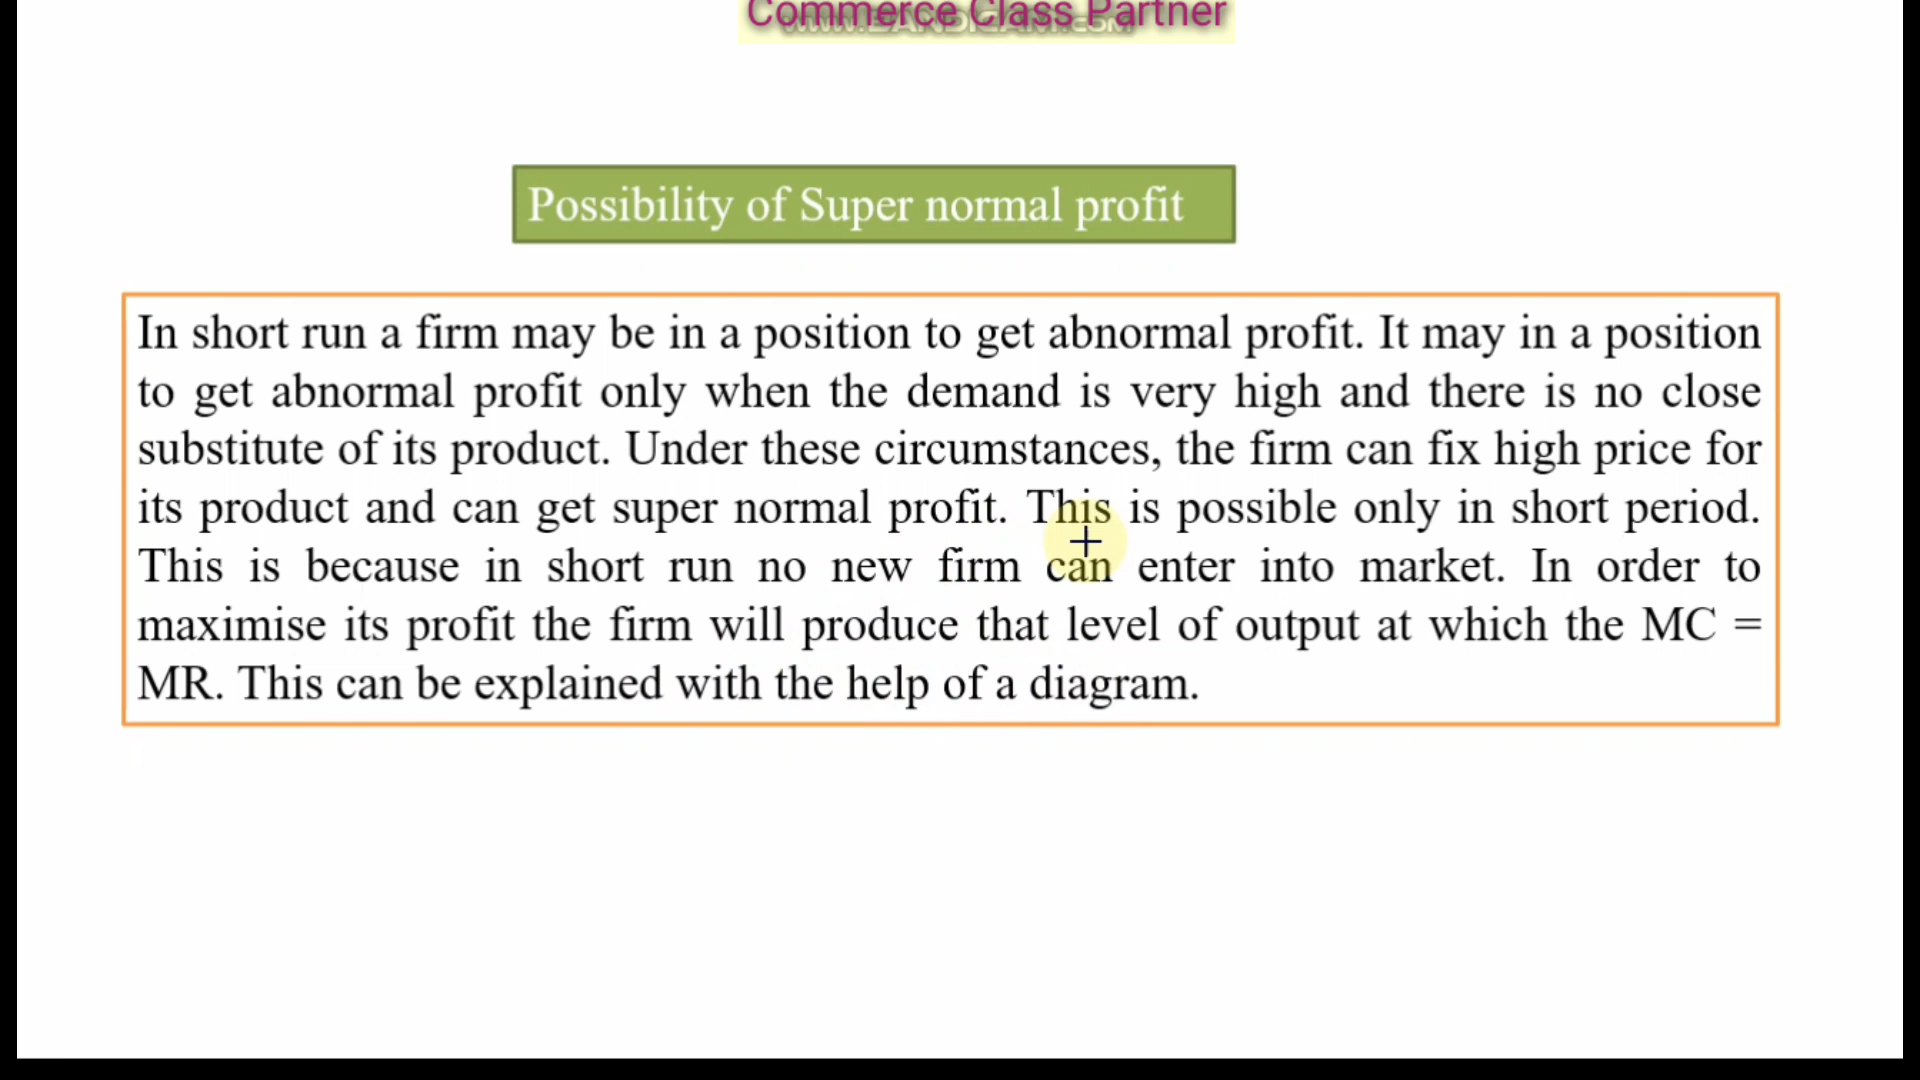 Commerce Class Partner
www.BANDICAM.com
Possibility of Super normal profit
In short run a firm may be in a position to get abnormal profit. It may in a position
to get abnormal profit only when the demand is very high and there is no close
substitute of its product. Under these circumstances, the firm can fix high price for
its product and can get super normal profit. This is possible only in short period.
This is because in short run no new firm can enter into market. In order to
maximise its profit the firm will produce that level of output at which the MC =
MR. This can be explained with the help of a diagram.